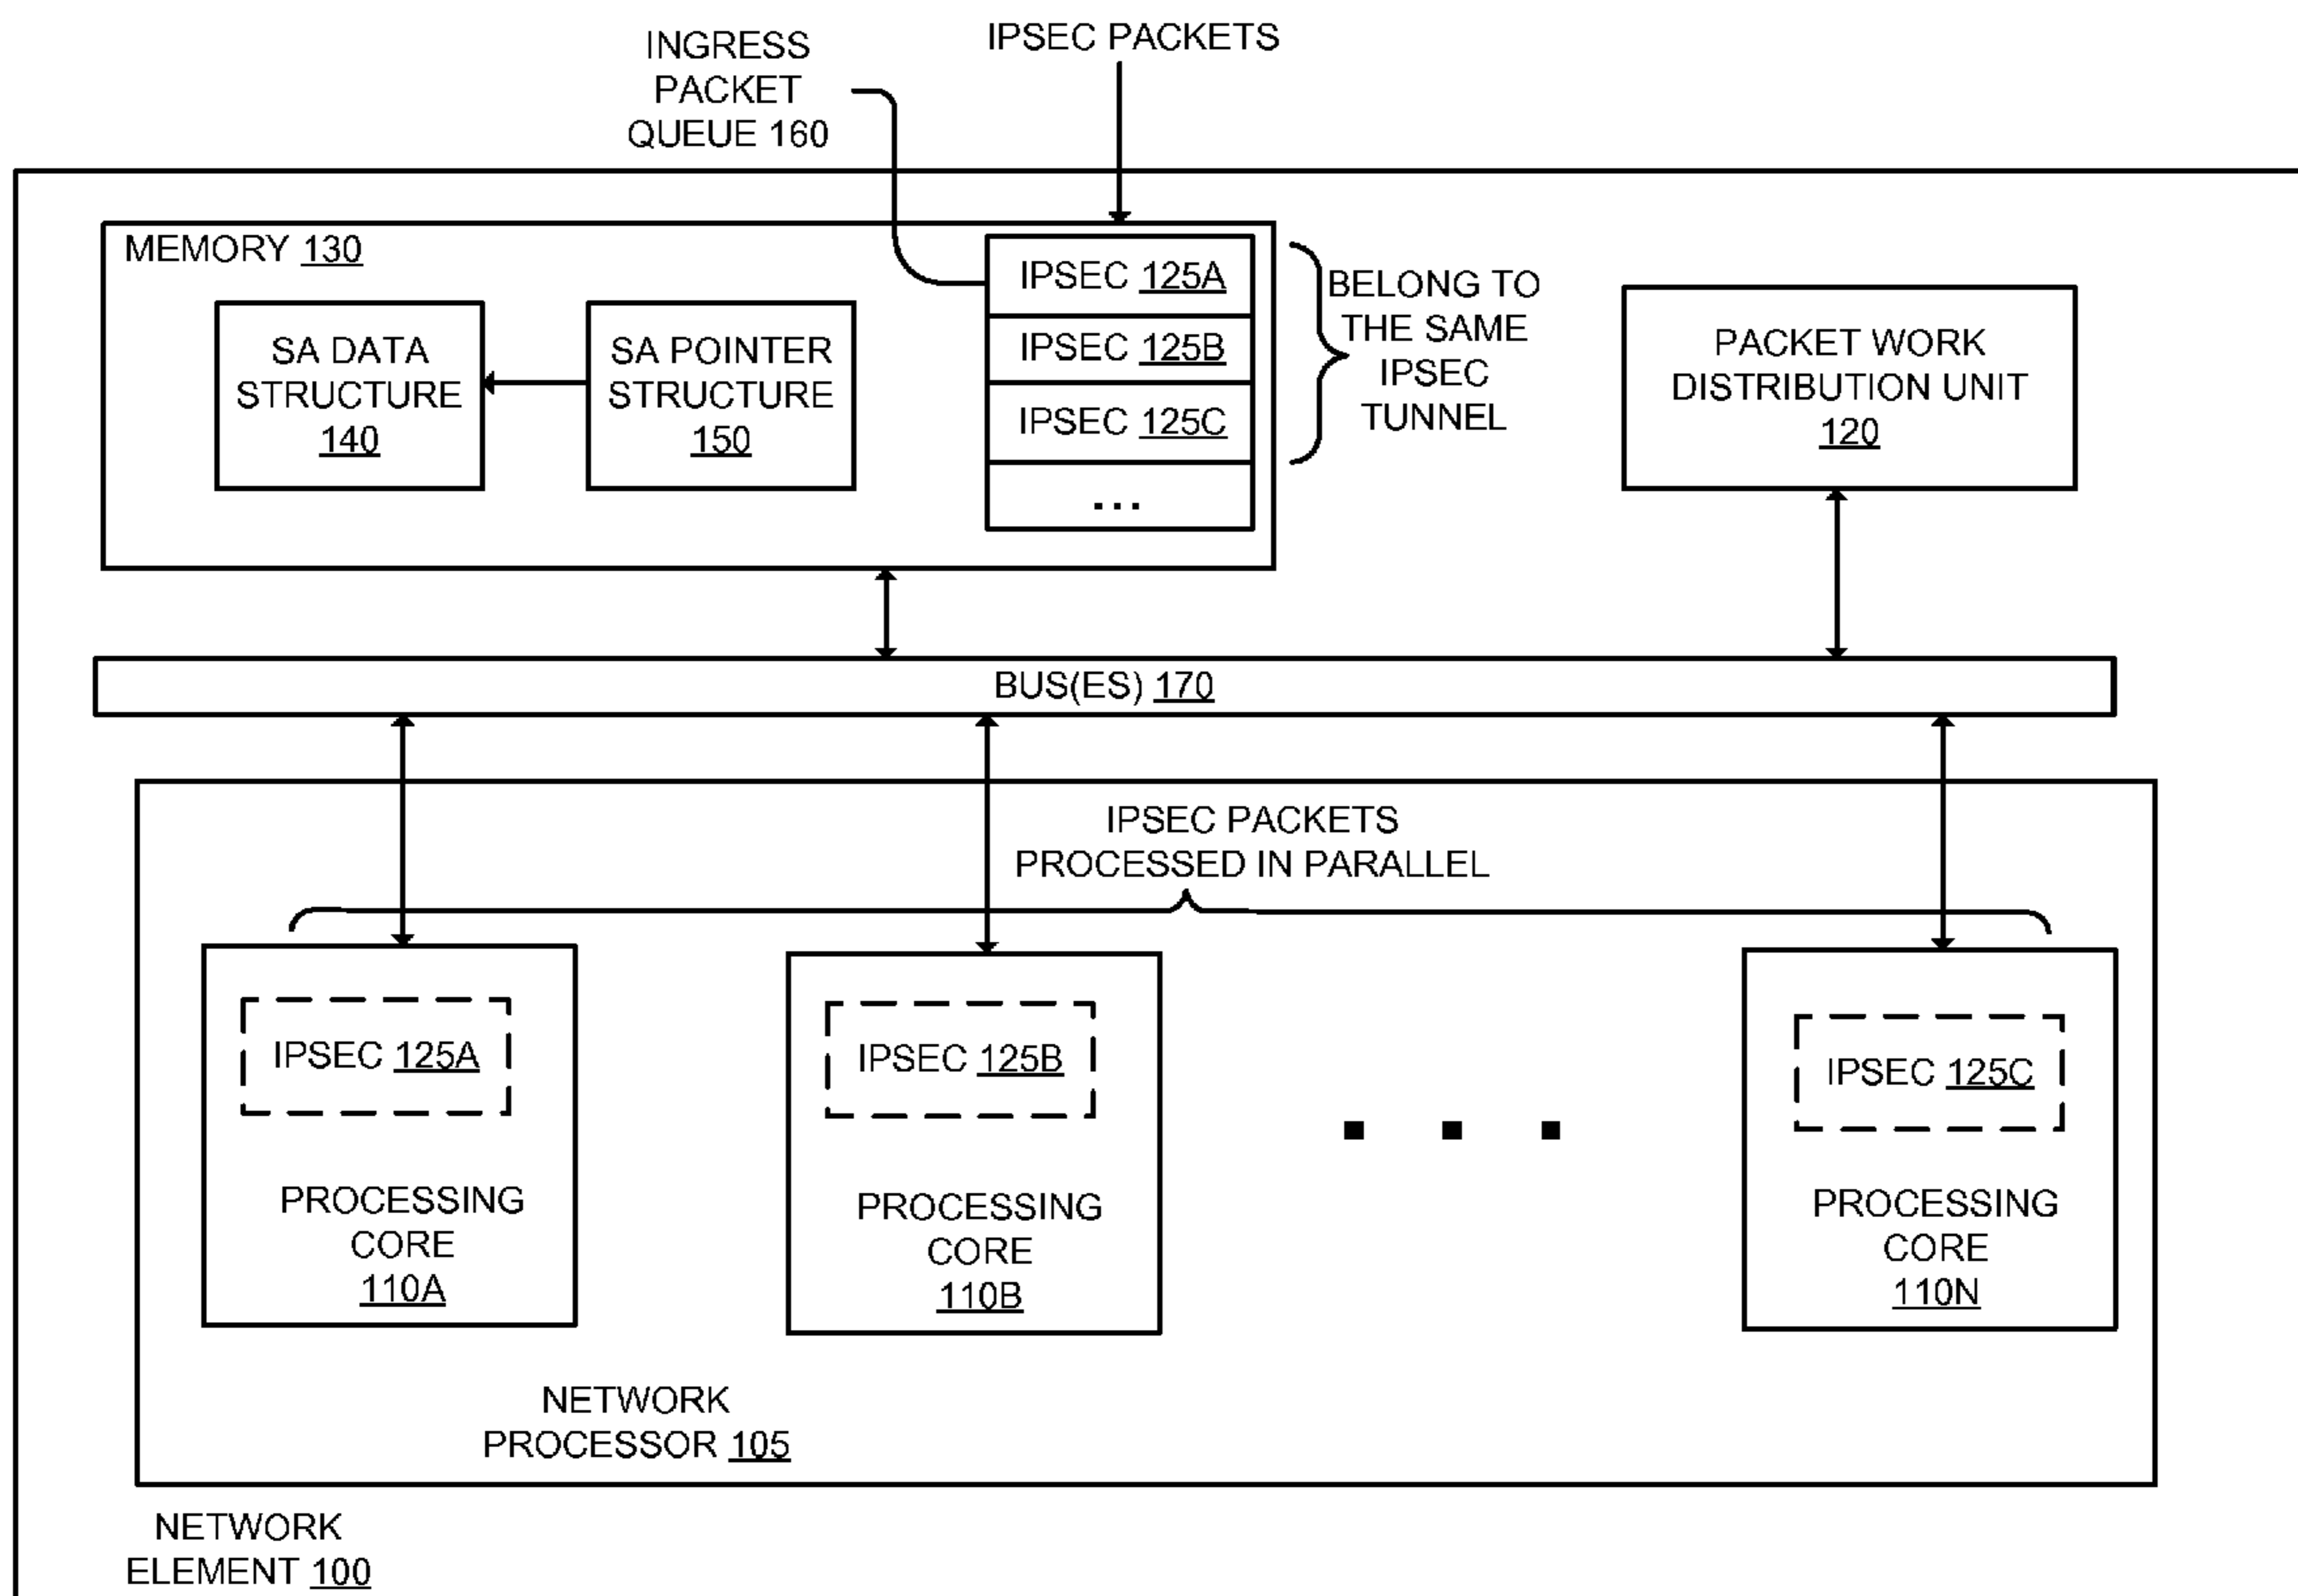 INGRESS
PACKET
QUEUE 160
IPSEC PACKETS
MEMORY 130
SA DATA
STRUCTURE
140
SA POINTER
STRUCTURE
150
IPSEC 125A
IPSEC 125B
IPSEC 125C
...
BELONG TO
THE SAME
IPSEC
TUNNEL
PACKET WORK
DISTRIBUTION UNIT
120
BUS(ES) 170
IPSEC PACKETS
PROCESSED IN PARALLEL
IPSEC 125A
PROCESSING
CORE
110A
IPSEC 125B
PROCESSING
CORE
110B
. . .
IPSEC 125C
PROCESSING
CORE
110N
NETWORK
PROCESSOR 105
NETWORK
ELEMENT 100